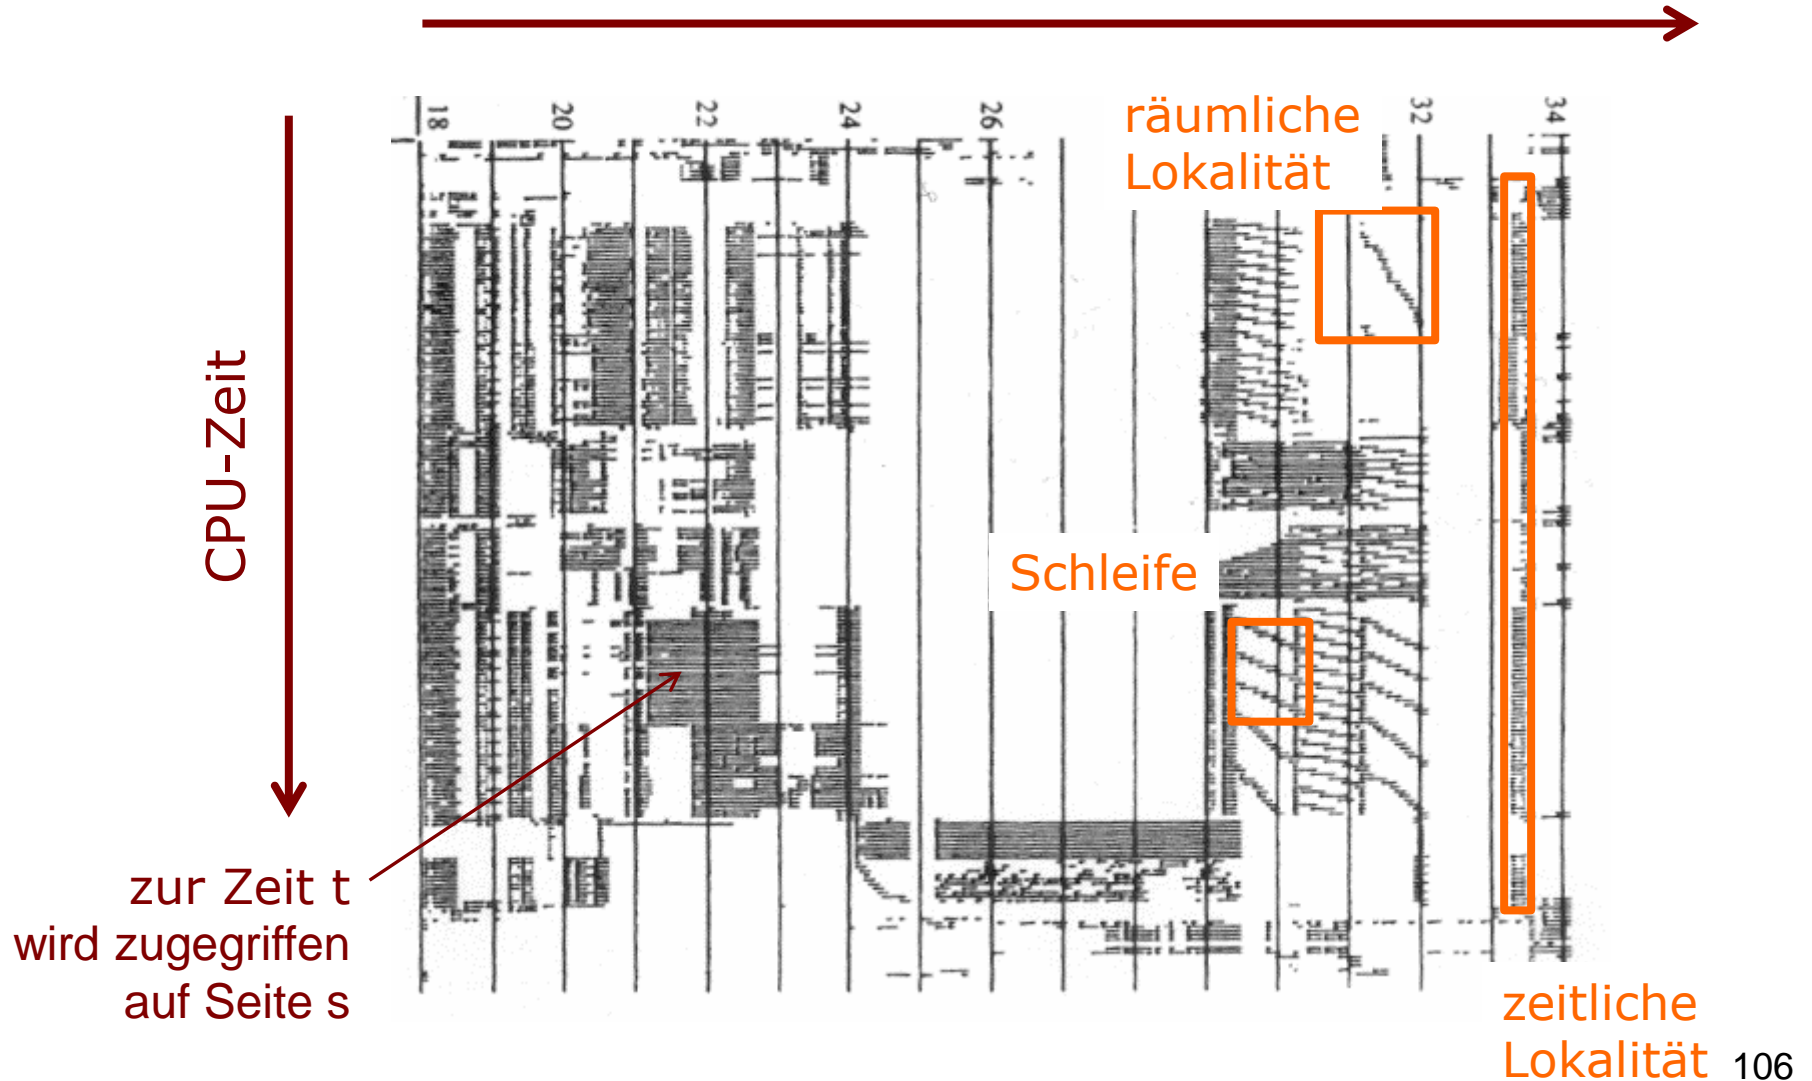 18
20
22
24
26
32
34
räumliche
Lokalität
CPU-Zeit
Schleife
zur Zeit t
wird zugegriffen
auf Seite s
zeitliche
Lokalität
106